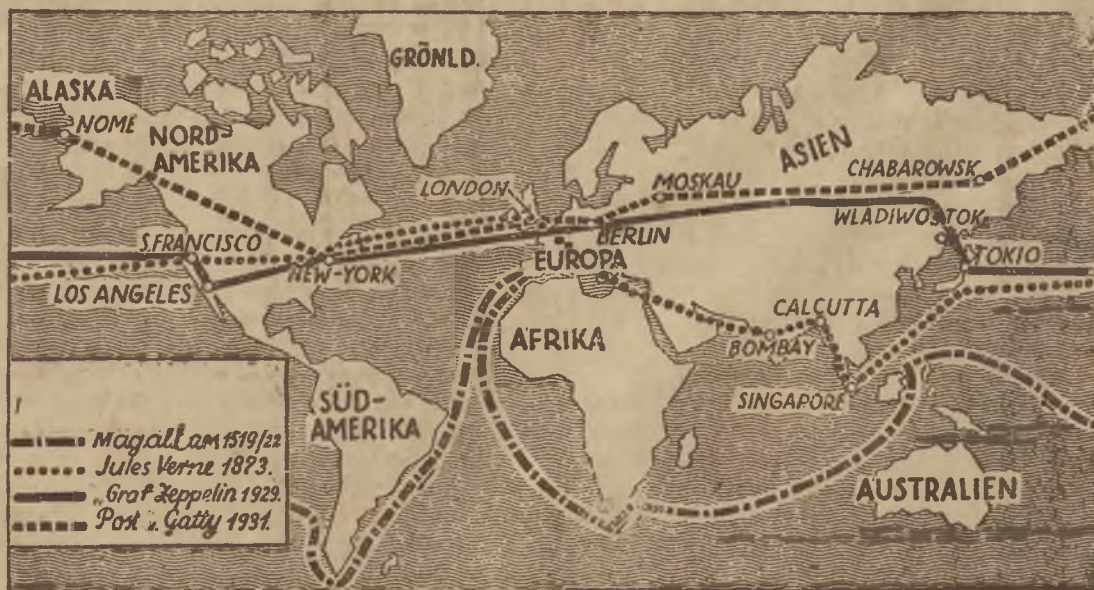 GRÖNLD.
ALASKA
NOME
NORD-
AMERIKA
ASIEN
CHABAROWSK
LONDON
MOSKAU
WLADIWOSTOK
BERLIN
S.FRANCISCO
NEW-YORK
EUROPA
TOKIO
LOS ANGELES
CALCUTTA
AFRIKA
BOMBAY
SINGAPORE
SÜD-
AMERIKA
AUSTRALIEN
Magallam 1519/22
Jules Verne 1873.
„Graf Zeppelin 1929.
Post u. Gatty 1931.